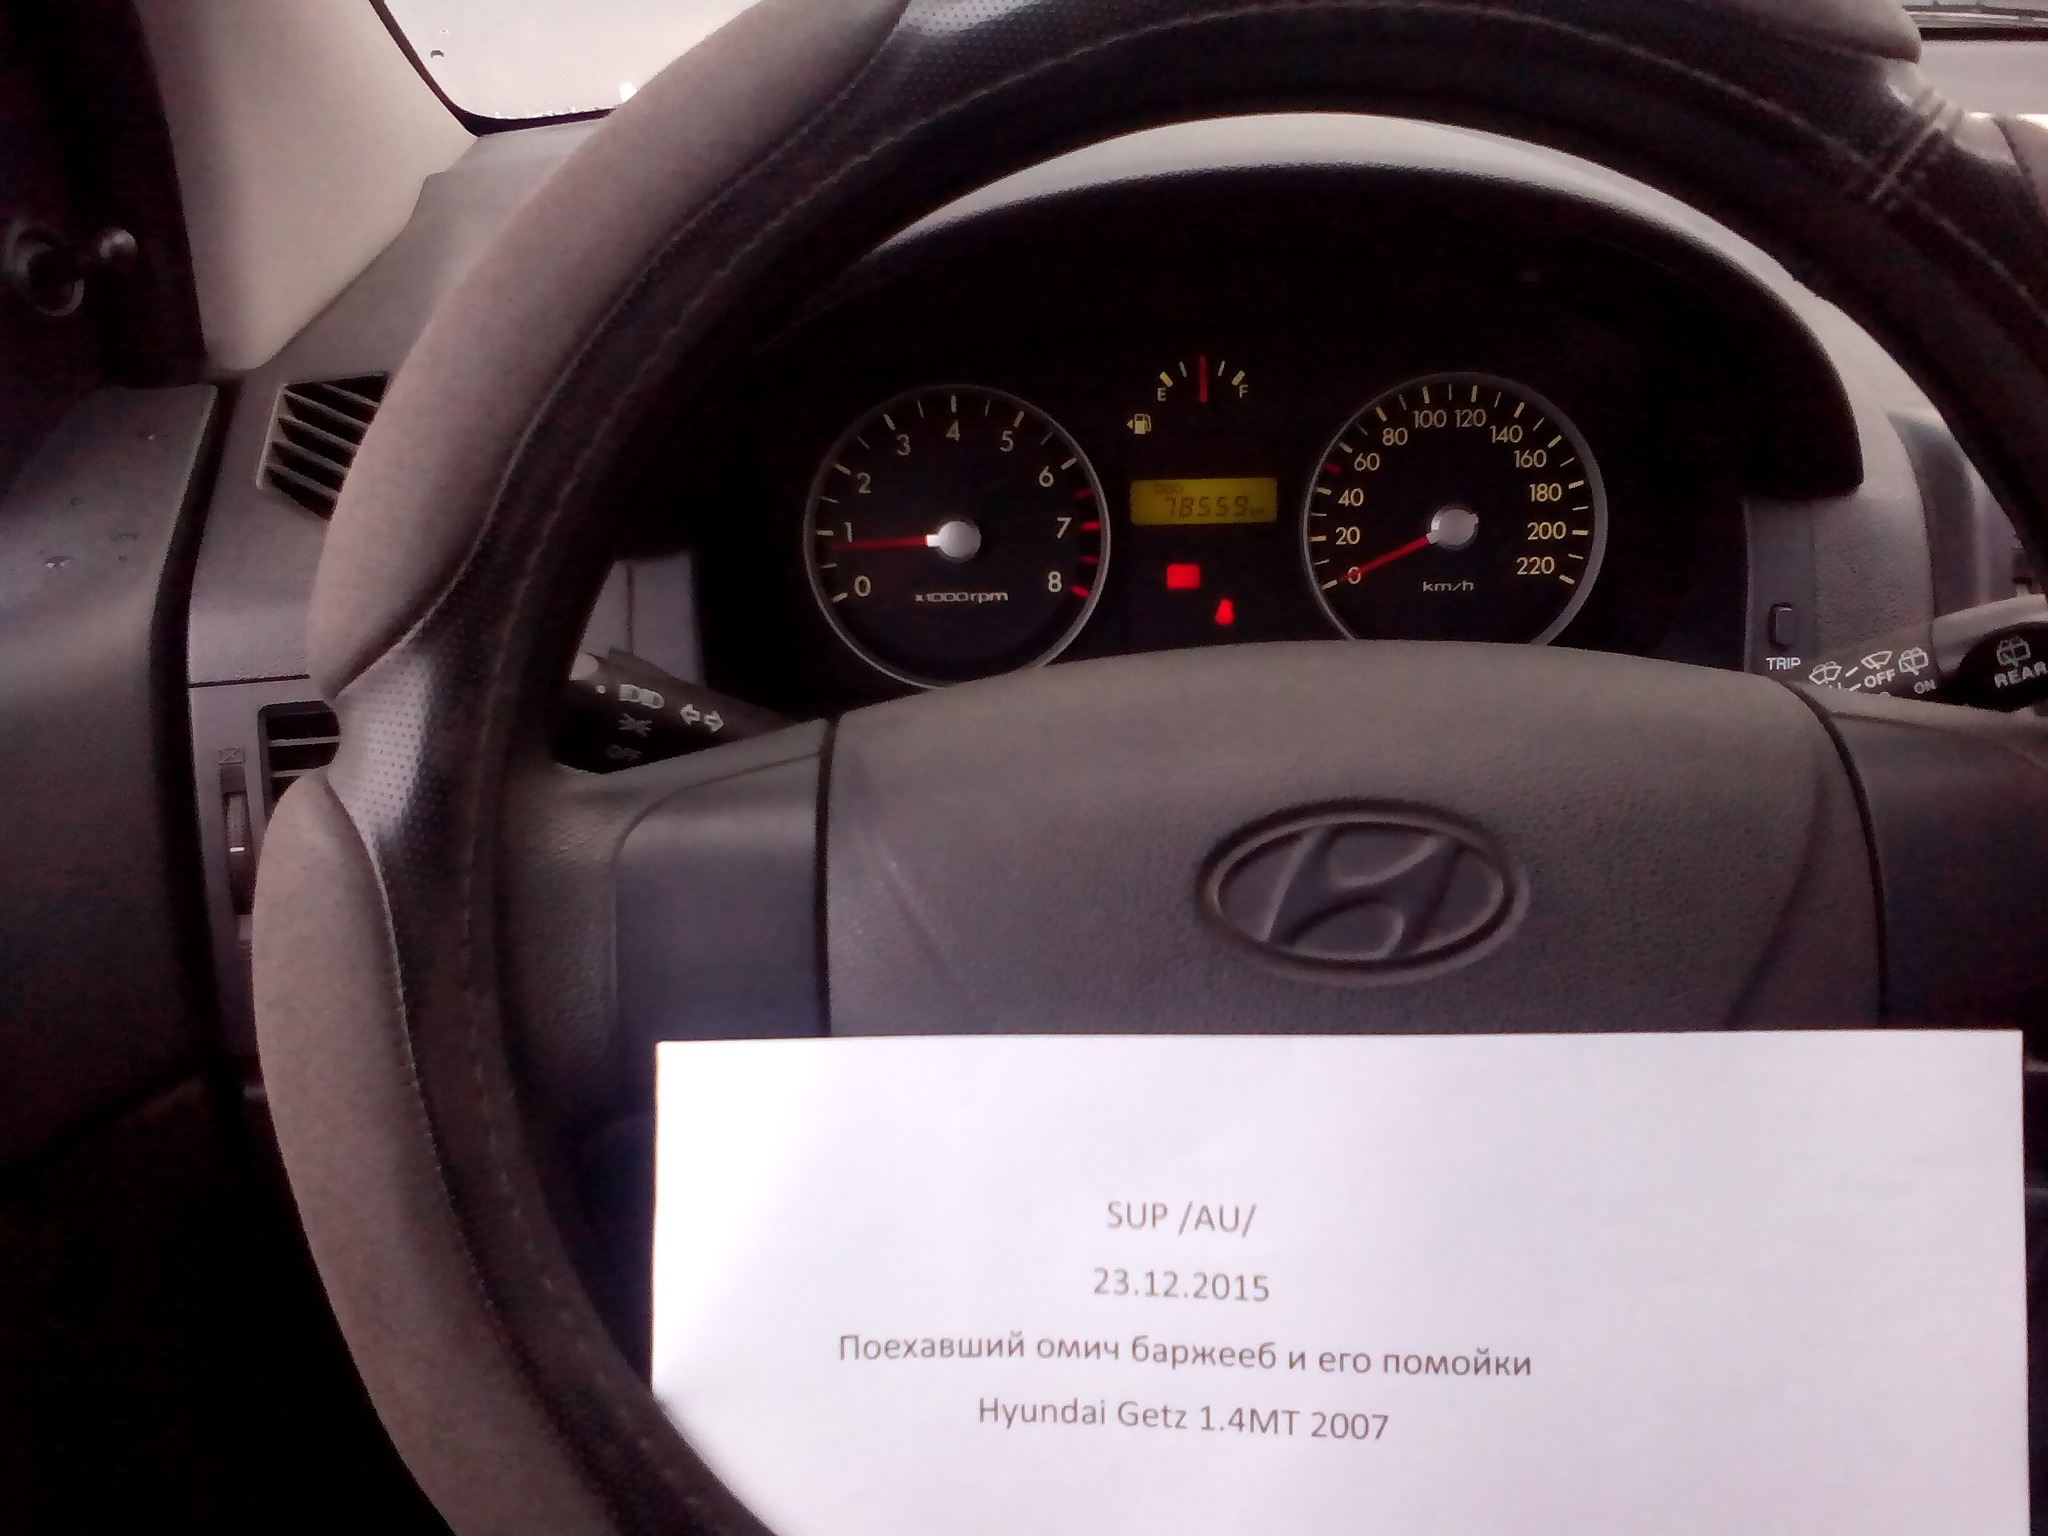 E F
0 1 2 3 4 5 6 7 8
x1000rpm
ODO
78559 km
0 20 40 60 80 100 120 140 160 180 200 220
km/h
TRIP
OFF
ON
REAR
OFF
SUP /AU/
23.12.2015
Поехавший омич баржееб и его помойки
Hyundai Getz 1.4MT 2007